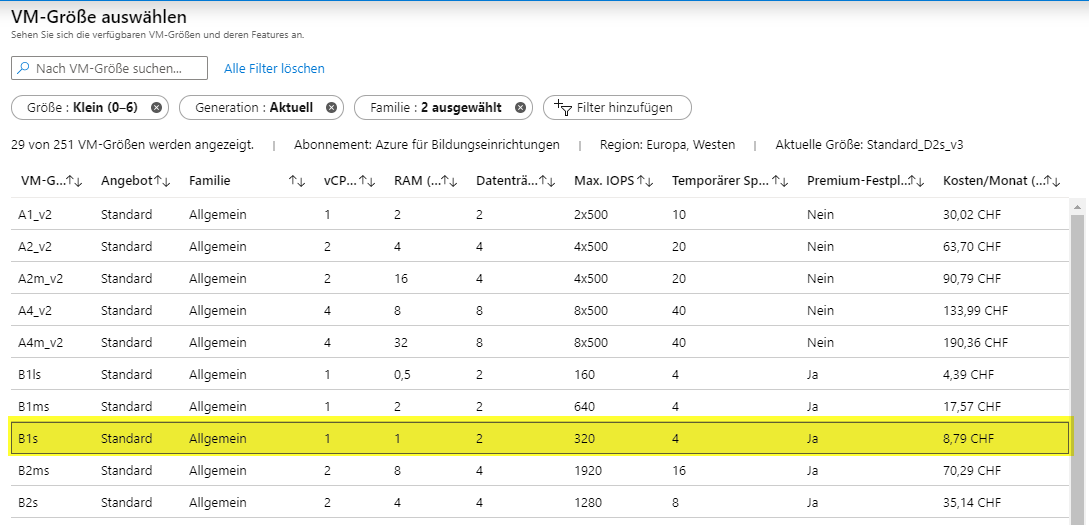 VM-Größe auswählen
Sehen Sie sich die verfügbaren VM-Größen und deren Features an.
Nach VM-Größe suchen... Alle Filter löschen
Größe : Klein (0–6) Generation : Aktuell Familie : 2 ausgewählt Filter hinzufügen
29 von 251 VM-Größen werden angezeigt. | Abonnement: Azure für Bildungseinrichtungen | Region: Europa, Westen | Aktuelle Größe: Standard_D2s_v3
VM-G...↑↓ Angebot↑↓ Familie ↑↓ vCP...↑↓ RAM (...↑↓ Datenträ...↑↓ Max. IOPS↑↓ Temporärer Sp...↑↓ Premium-Festpl...↑↓ Kosten/Monat (...↑↓
A1_v2 Standard Allgemein 1 2 2 2x500 10 Nein 30,02 CHF
A2_v2 Standard Allgemein 2 4 4 4x500 20 Nein 63,70 CHF
A2m_v2 Standard Allgemein 2 16 4 4x500 20 Nein 90,79 CHF
A4_v2 Standard Allgemein 4 8 8 8x500 40 Nein 133,99 CHF
A4m_v2 Standard Allgemein 4 32 8 8x500 40 Nein 190,36 CHF
B1ls Standard Allgemein 1 0,5 2 160 4 Ja 4,39 CHF
B1ms Standard Allgemein 1 2 2 640 4 Ja 17,57 CHF
B1s Standard Allgemein 1 1 2 320 4 Ja 8,79 CHF
B2ms Standard Allgemein 2 8 4 1920 16 Ja 70,29 CHF
B2s Standard Allgemein 2 4 4 1280 8 Ja 35,14 CHF